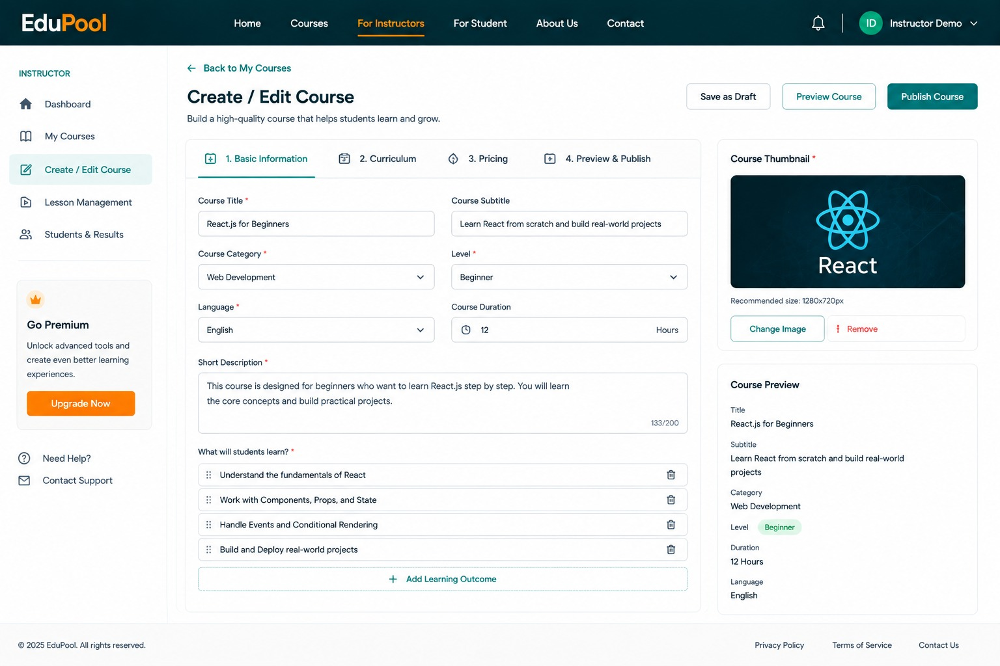 EduPool
Home
Courses
For Instructors
For Student
About Us
Contact
ID
Instructor Demo
INSTRUCTOR
Dashboard
My Courses
Create / Edit Course
Lesson Management
Students & Results
Go Premium
Unlock advanced tools and
create even better learning
experiences.
Upgrade Now
Need Help?
Contact Support
Back to My Courses
Create / Edit Course
Build a high-quality course that helps students learn and grow.
Save as Draft
Preview Course
Publish Course
1. Basic Information
2. Curriculum
3. Pricing
4. Preview & Publish
Course Title *
React.js for Beginners
Course Subtitle
Learn React from scratch and build real-world projects
Course Category *
Web Development
Level *
Beginner
Language *
English
Course Duration
12
Hours
Short Description *
This course is designed for beginners who want to learn React.js step by step. You will learn
the core concepts and build practical projects.
133/200
What will students learn? *
Understand the fundamentals of React
Work with Components, Props, and State
Handle Events and Conditional Rendering
Build and Deploy real-world projects
Add Learning Outcome
Course Thumbnail *
React
Recommended size: 1280x720px
Change Image
Remove
Course Preview
Title
React.js for Beginners
Subtitle
Learn React from scratch and build real-world
projects
Category
Web Development
Level
Beginner
Duration
12 Hours
Language
English
© 2025 EduPool. All rights reserved.
Privacy Policy
Terms of Service
Contact Us